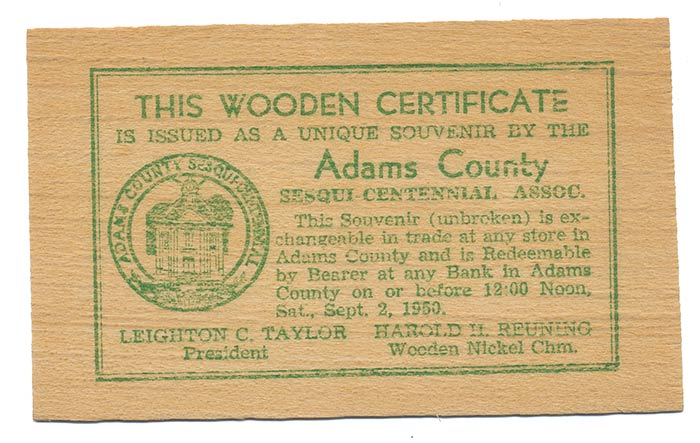 THIS WOODEN CERTIFICATE
IS ISSUED AS A UNIQUE SOUVENIR BY THE
Adams County
SESQUI-CENTENNIAL ASSOC.
ADAMS COUNTY SESQUI-CENTENNIAL
This Souvenir (unbroken) is ex-
changeable in trade at any store in
Adams County and is Redeemable
by Bearer at any Bank in Adams
County on or before 12:00 Noon,
Sat., Sept. 2, 1950.
LEIGHTON C. TAYLOR
President
HAROLD H. REUNING
Wooden Nickel Chm.